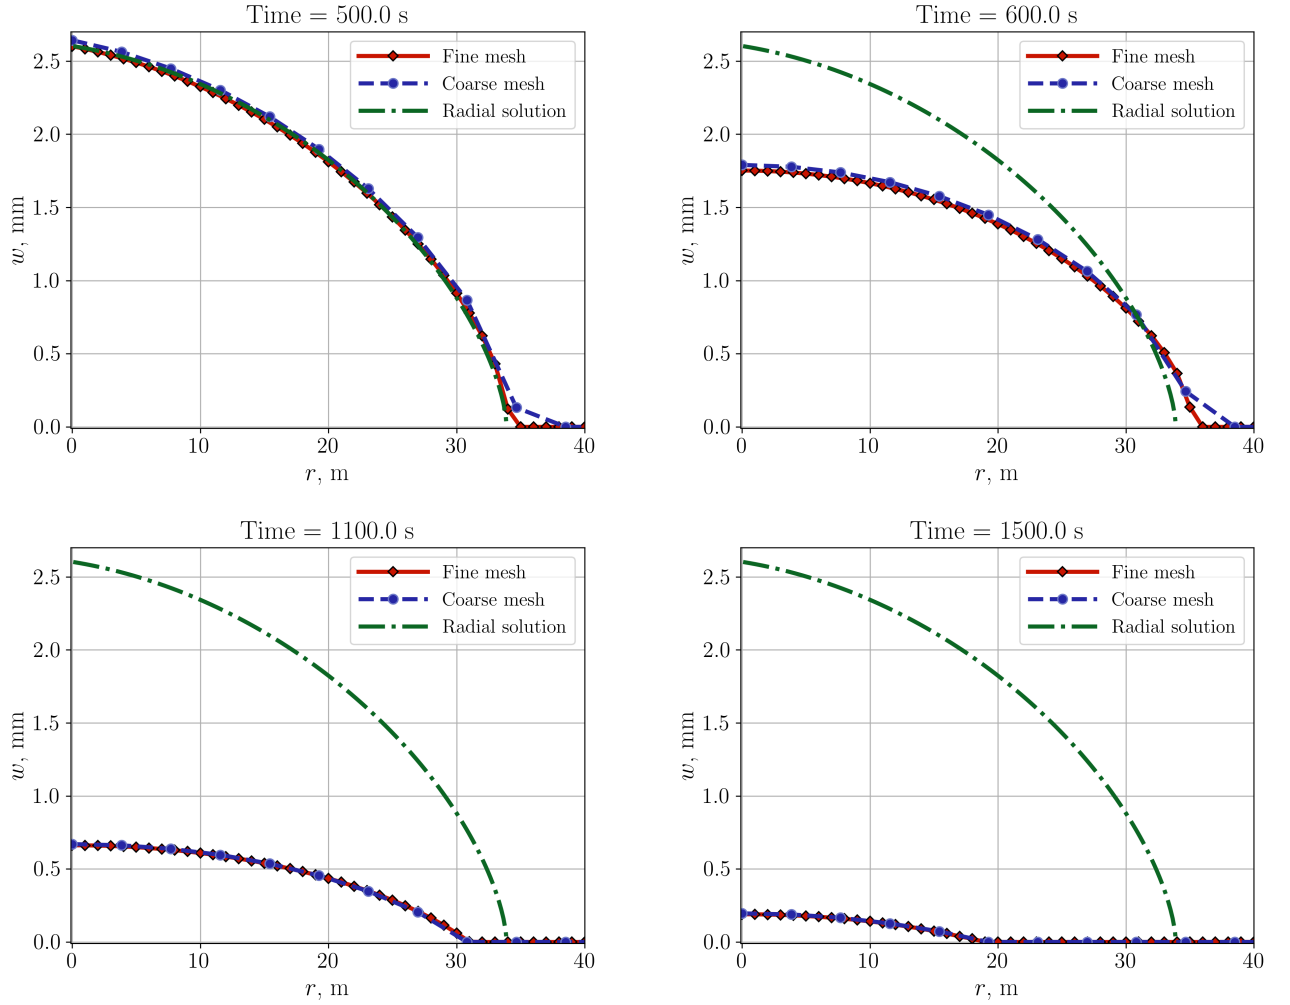 Time = 500.0 s
2.5
2.0
1.5
1.0
0.5
0.0
w, mm
Fine mesh
Coarse mesh
Radial solution
0 10 20 30 40
r, m
Time = 600.0 s
2.5
2.0
1.5
1.0
0.5
0.0
w, mm
Fine mesh
Coarse mesh
Radial solution
0 10 20 30 40
r, m
Time = 1100.0 s
2.5
2.0
1.5
1.0
0.5
0.0
w, mm
Fine mesh
Coarse mesh
Radial solution
0 10 20 30 40
r, m
Time = 1500.0 s
2.5
2.0
1.5
1.0
0.5
0.0
w, mm
Fine mesh
Coarse mesh
Radial solution
0 10 20 30 40
r, m